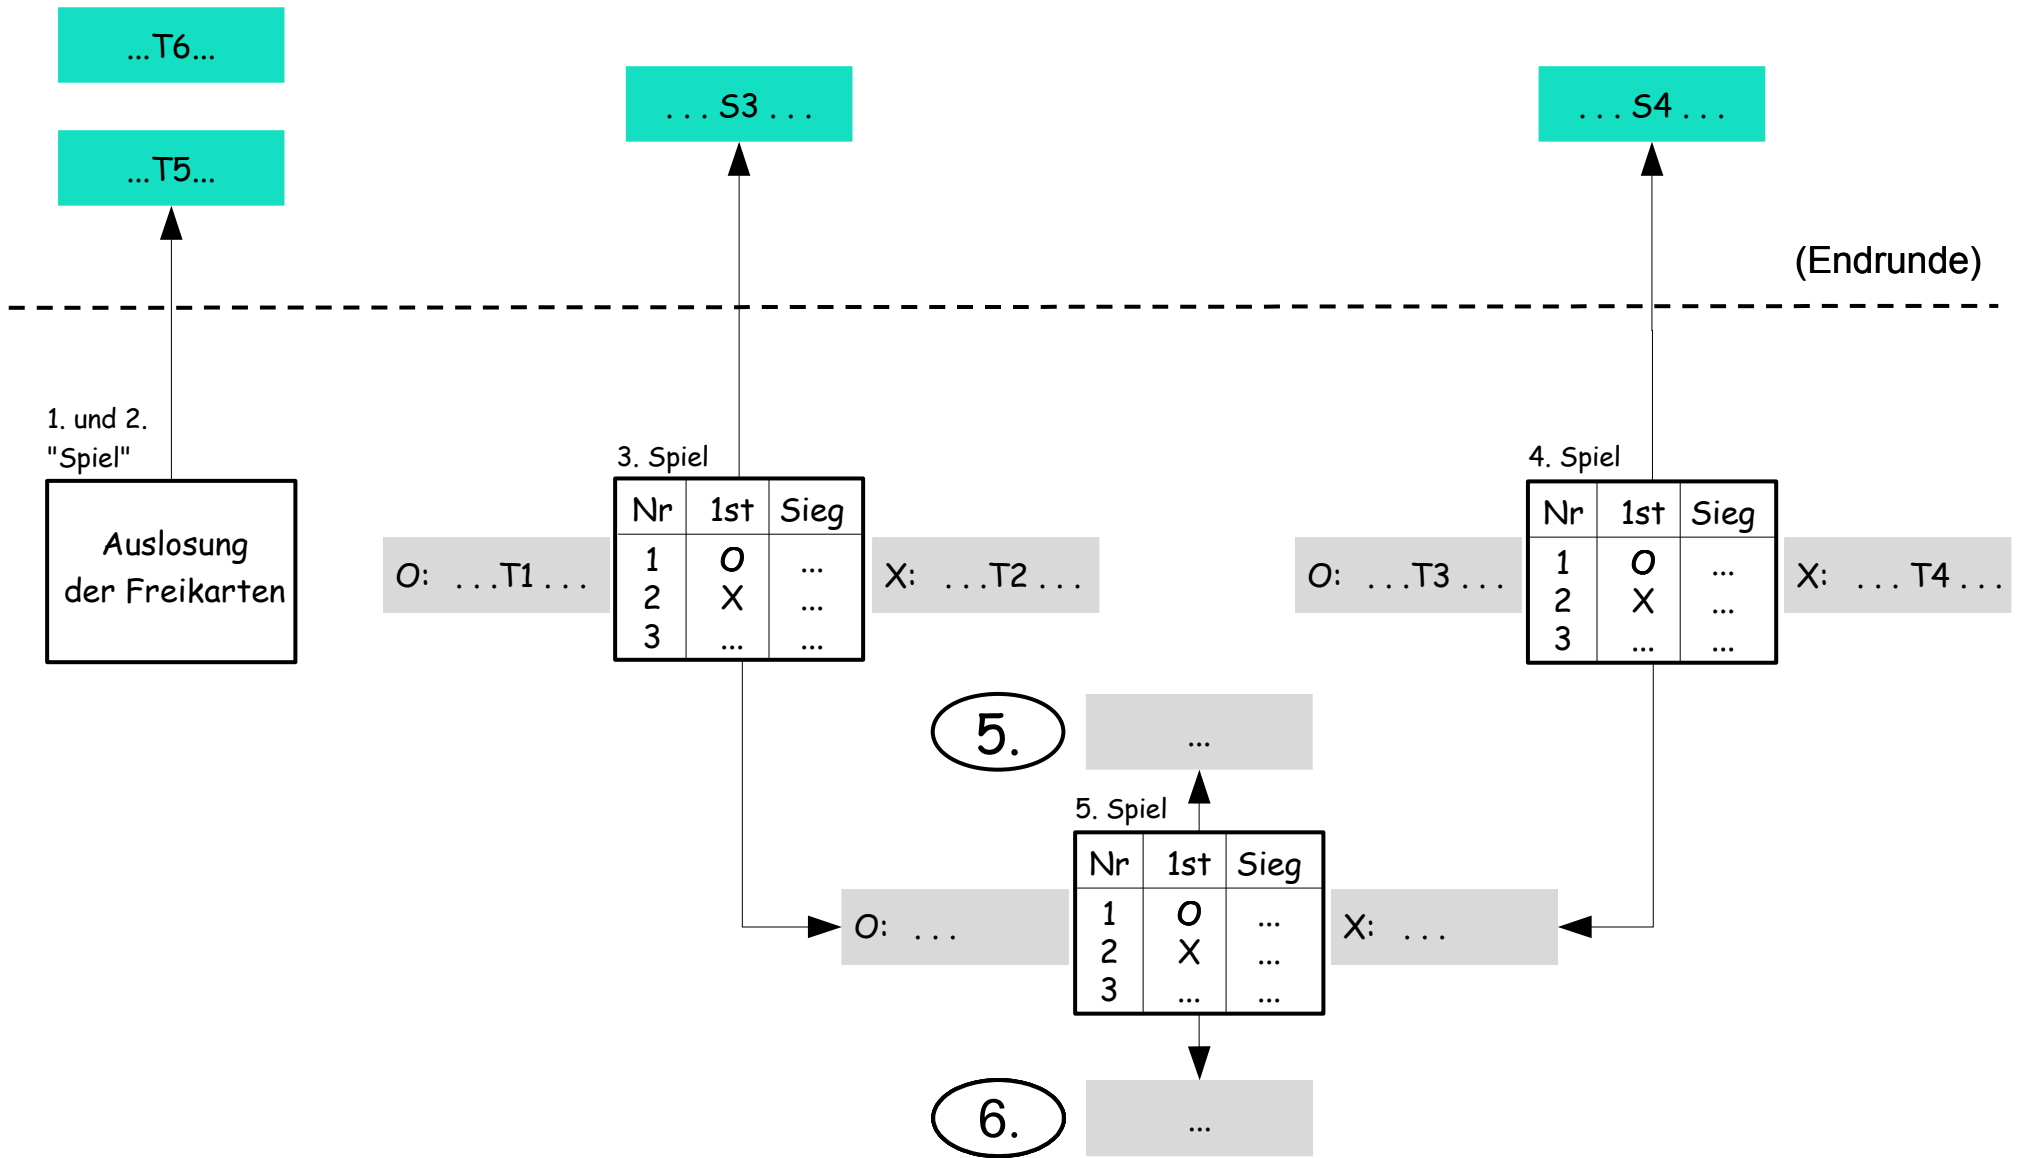 ...T6...
...T5...
. . . S3 . . .
. . . S4 . . .
(Endrunde)
1. und 2.
"Spiel"
Auslosung
der Freikarten
3. Spiel
Nr 1st Sieg
1 O ...
2 X ...
3 ... ...
O: . . .T1 . . .
X: . . .T2 . . .
4. Spiel
Nr 1st Sieg
1 O ...
2 X ...
3 ... ...
O: . . .T3 . . .
X: . . . T4 . . .
5.
...
5. Spiel
Nr 1st Sieg
1 O ...
2 X ...
3 ... ...
O: . . .
X: . . .
6.
...